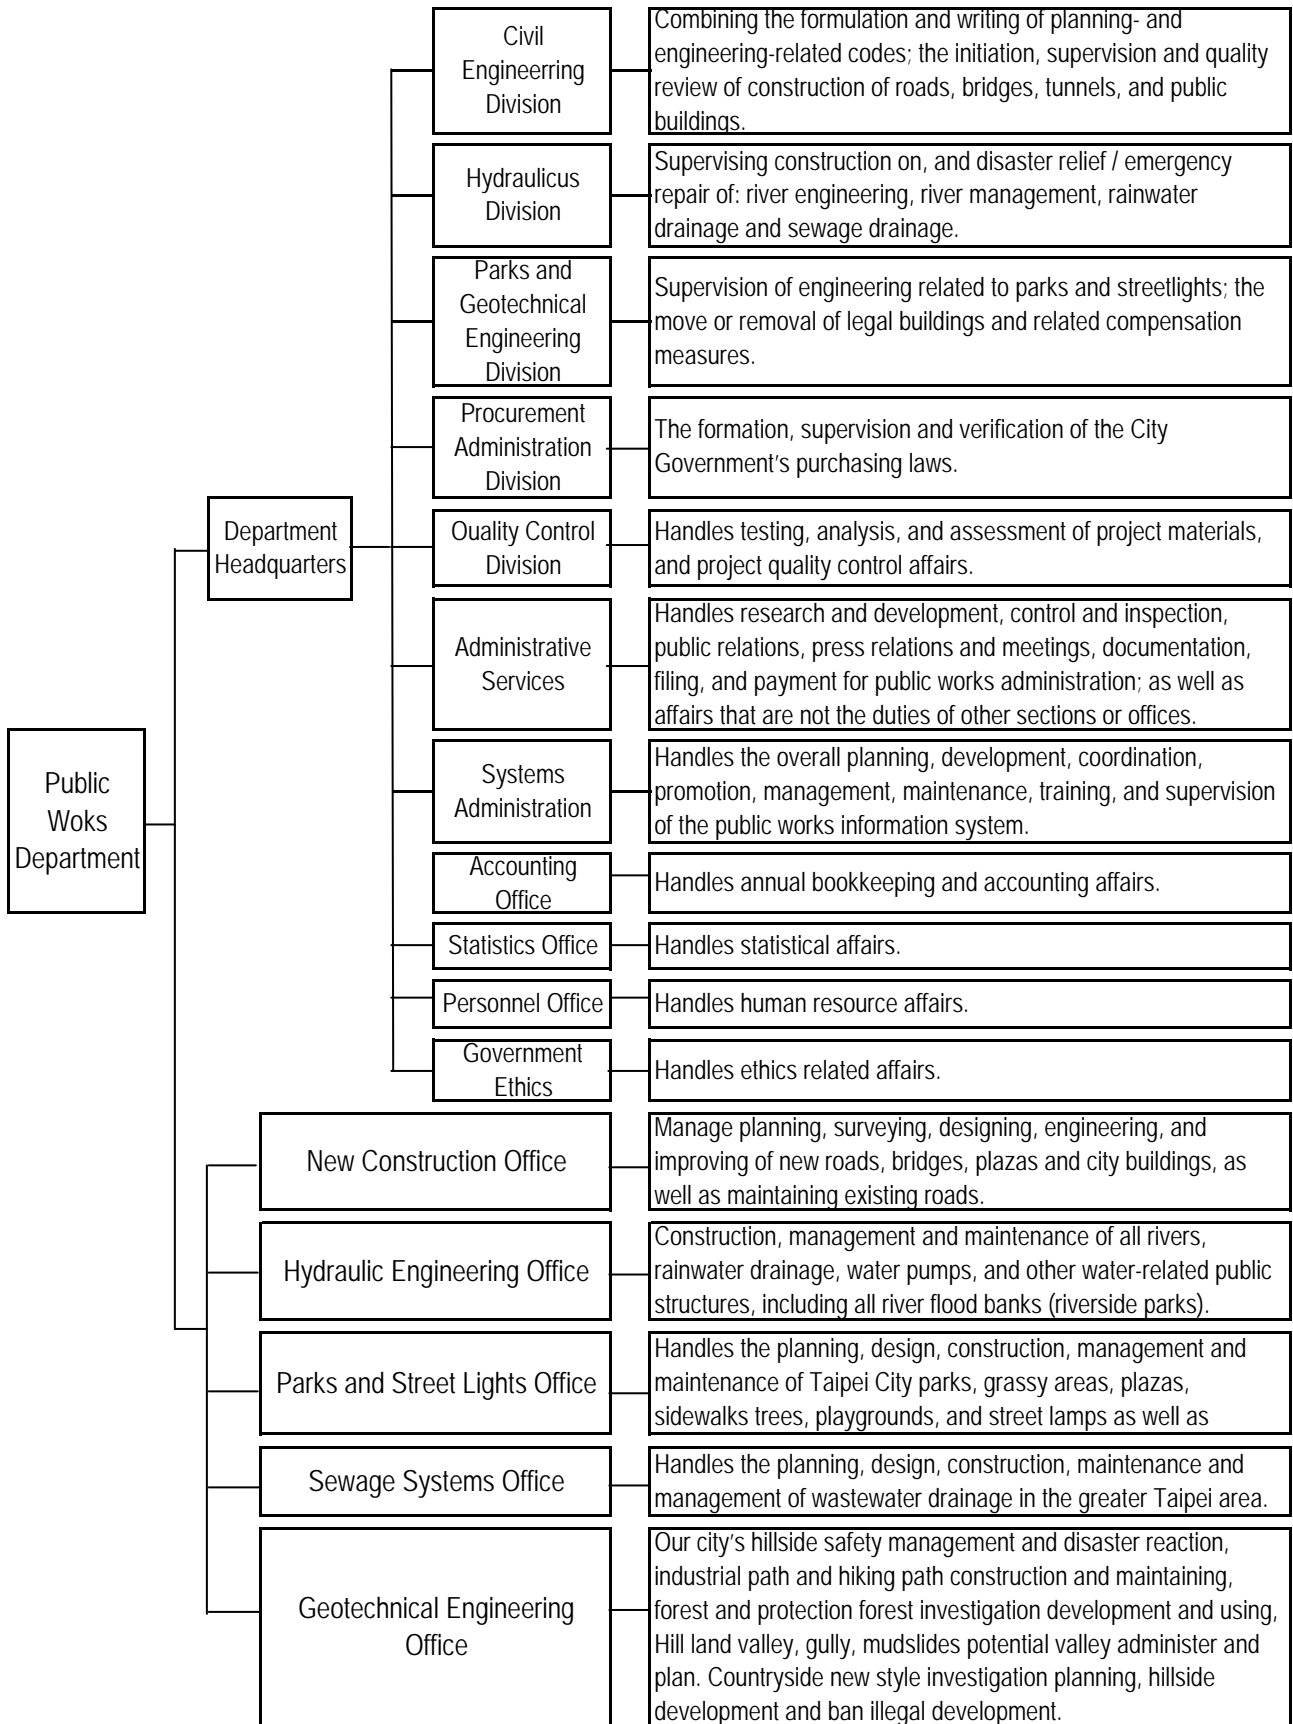 Public
Woks
Department
Department
Headquarters
Civil
Engineerring
Division
Combining the formulation and writing of planning- and
engineering-related codes; the initiation, supervision and quality
review of construction of roads, bridges, tunnels, and public
buildings.
Hydraulicus
Division
Supervising construction on, and disaster relief / emergency
repair of: river engineering, river management, rainwater
drainage and sewage drainage.
Parks and
Geotechnical
Engineering
Division
Supervision of engineering related to parks and streetlights; the
move or removal of legal buildings and related compensation
measures.
Procurement
Administration
Division
The formation, supervision and verification of the City
Government's purchasing laws.
Ouality Control
Division
Handles testing, analysis, and assessment of project materials,
and project quality control affairs.
Administrative
Services
Handles research and development, control and inspection,
public relations, press relations and meetings, documentation,
filing, and payment for public works administration; as well as
affairs that are not the duties of other sections or offices.
Systems
Administration
Handles the overall planning, development, coordination,
promotion, management, maintenance, training, and supervision
of the public works information system.
Accounting
Office
Handles annual bookkeeping and accounting affairs.
Statistics Office
Handles statistical affairs.
Personnel Office
Handles human resource affairs.
Government
Ethics
Handles ethics related affairs.
New Construction Office
Manage planning, surveying, designing, engineering, and
improving of new roads, bridges, plazas and city buildings, as
well as maintaining existing roads.
Hydraulic Engineering Office
Construction, management and maintenance of all rivers,
rainwater drainage, water pumps, and other water-related public
structures, including all river flood banks (riverside parks).
Parks and Street Lights Office
Handles the planning, design, construction, management and
maintenance of Taipei City parks, grassy areas, plazas,
sidewalks trees, playgrounds, and street lamps as well as
Sewage Systems Office
Handles the planning, design, construction, maintenance and
management of wastewater drainage in the greater Taipei area.
Geotechnical Engineering
Office
Our city's hillside safety management and disaster reaction,
industrial path and hiking path construction and maintaining,
forest and protection forest investigation development and using,
Hill land valley, gully, mudslides potential valley administer and
plan. Countryside new style investigation planning, hillside
development and ban illegal development.